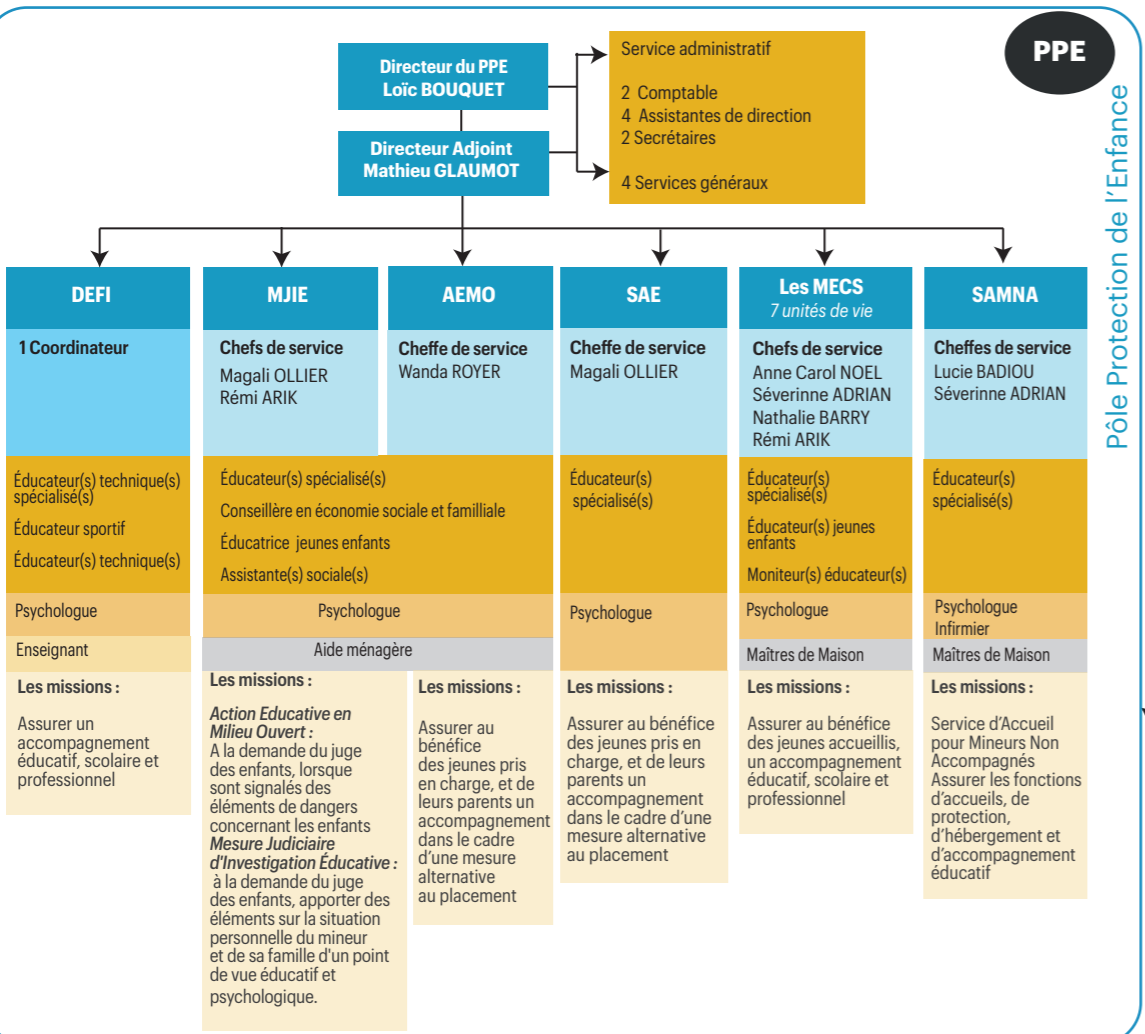 PPE
Pôle Protection de l'Enfance
Directeur du PPE
Loïc BOUQUET
Directeur Adjoint
Mathieu GLAUMOT
Service administratif
2 Comptable
4 Assistantes de direction
2 Secrétaires
4 Services généraux
DEFI
1 Coordinateur
Éducateur(s) technique(s)
spécialisé(s)
Éducateur sportif
Éducateur(s) technique(s)
Psychologue
Enseignant
Les missions :
Assurer un
accompagnement
éducatif, scolaire et
professionnel
MJIE
Chefs de service
Magali OLLIER
Rémi ARIK
AEMO
Cheffe de service
Wanda ROYER
Éducateur(s) spécialisé(s)
Conseillère en économie sociale et familliale
Éducatrice jeunes enfants
Assistante(s) sociale(s)
Psychologue
Aide ménagère
Les missions :
Action Educative en
Milieu Ouvert :
A la demande du juge
des enfants, lorsque
sont signalés des
éléments de dangers
concernant les enfants
Mesure Judiciaire
d'Investigation Éducative :
à la demande du juge
des enfants, apporter des
éléments sur la situation
personnelle du mineur
et de sa famille d'un point
de vue éducatif et
psychologique.
Les missions :
Assurer au
bénéfice
des jeunes pris
en charge, et de
leurs parents un
accompagnement
dans le cadre
d'une mesure
alternative
au placement
SAE
Cheffe de service
Magali OLLIER
Éducateur(s)
spécialisé(s)
Psychologue
Les missions :
Assurer au bénéfice
des jeunes pris en
charge, et de leurs
parents un
accompagnement
dans le cadre d'une
mesure alternative
au placement
Les MECS
7 unités de vie
Chefs de service
Anne Carol NOEL
Séverinne ADRIAN
Nathalie BARRY
Rémi ARIK
Éducateur(s)
spécialisé(s)
Éducateur(s) jeunes
enfants
Moniteur(s) éducateur(s)
Psychologue
Maîtres de Maison
Les missions :
Assurer au bénéfice
des jeunes accueillis,
un accompagnement
éducatif, scolaire et
professionnel
SAMNA
Cheffes de service
Lucie BADIOU
Séverinne ADRIAN
Éducateur(s)
spécialisé(s)
Psychologue
Infirmier
Maîtres de Maison
Les missions :
Service d'Accueil
pour Mineurs Non
Accompagnés
Assurer les fonctions
d'accueils, de
protection,
d'hébergement et
d'accompagnement
éducatif